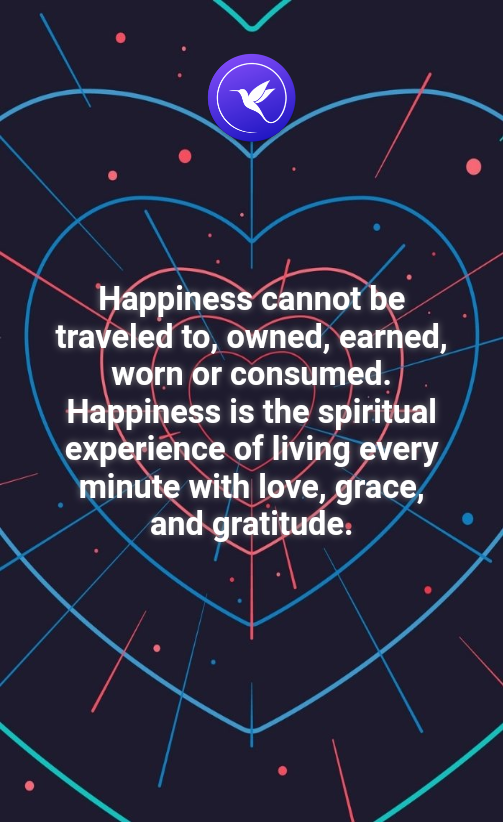 Happiness cannot be
traveled to, owned, earned,
worn or consumed.
Happiness is the spiritual
experience of living every
minute with love, grace,
and gratitude.